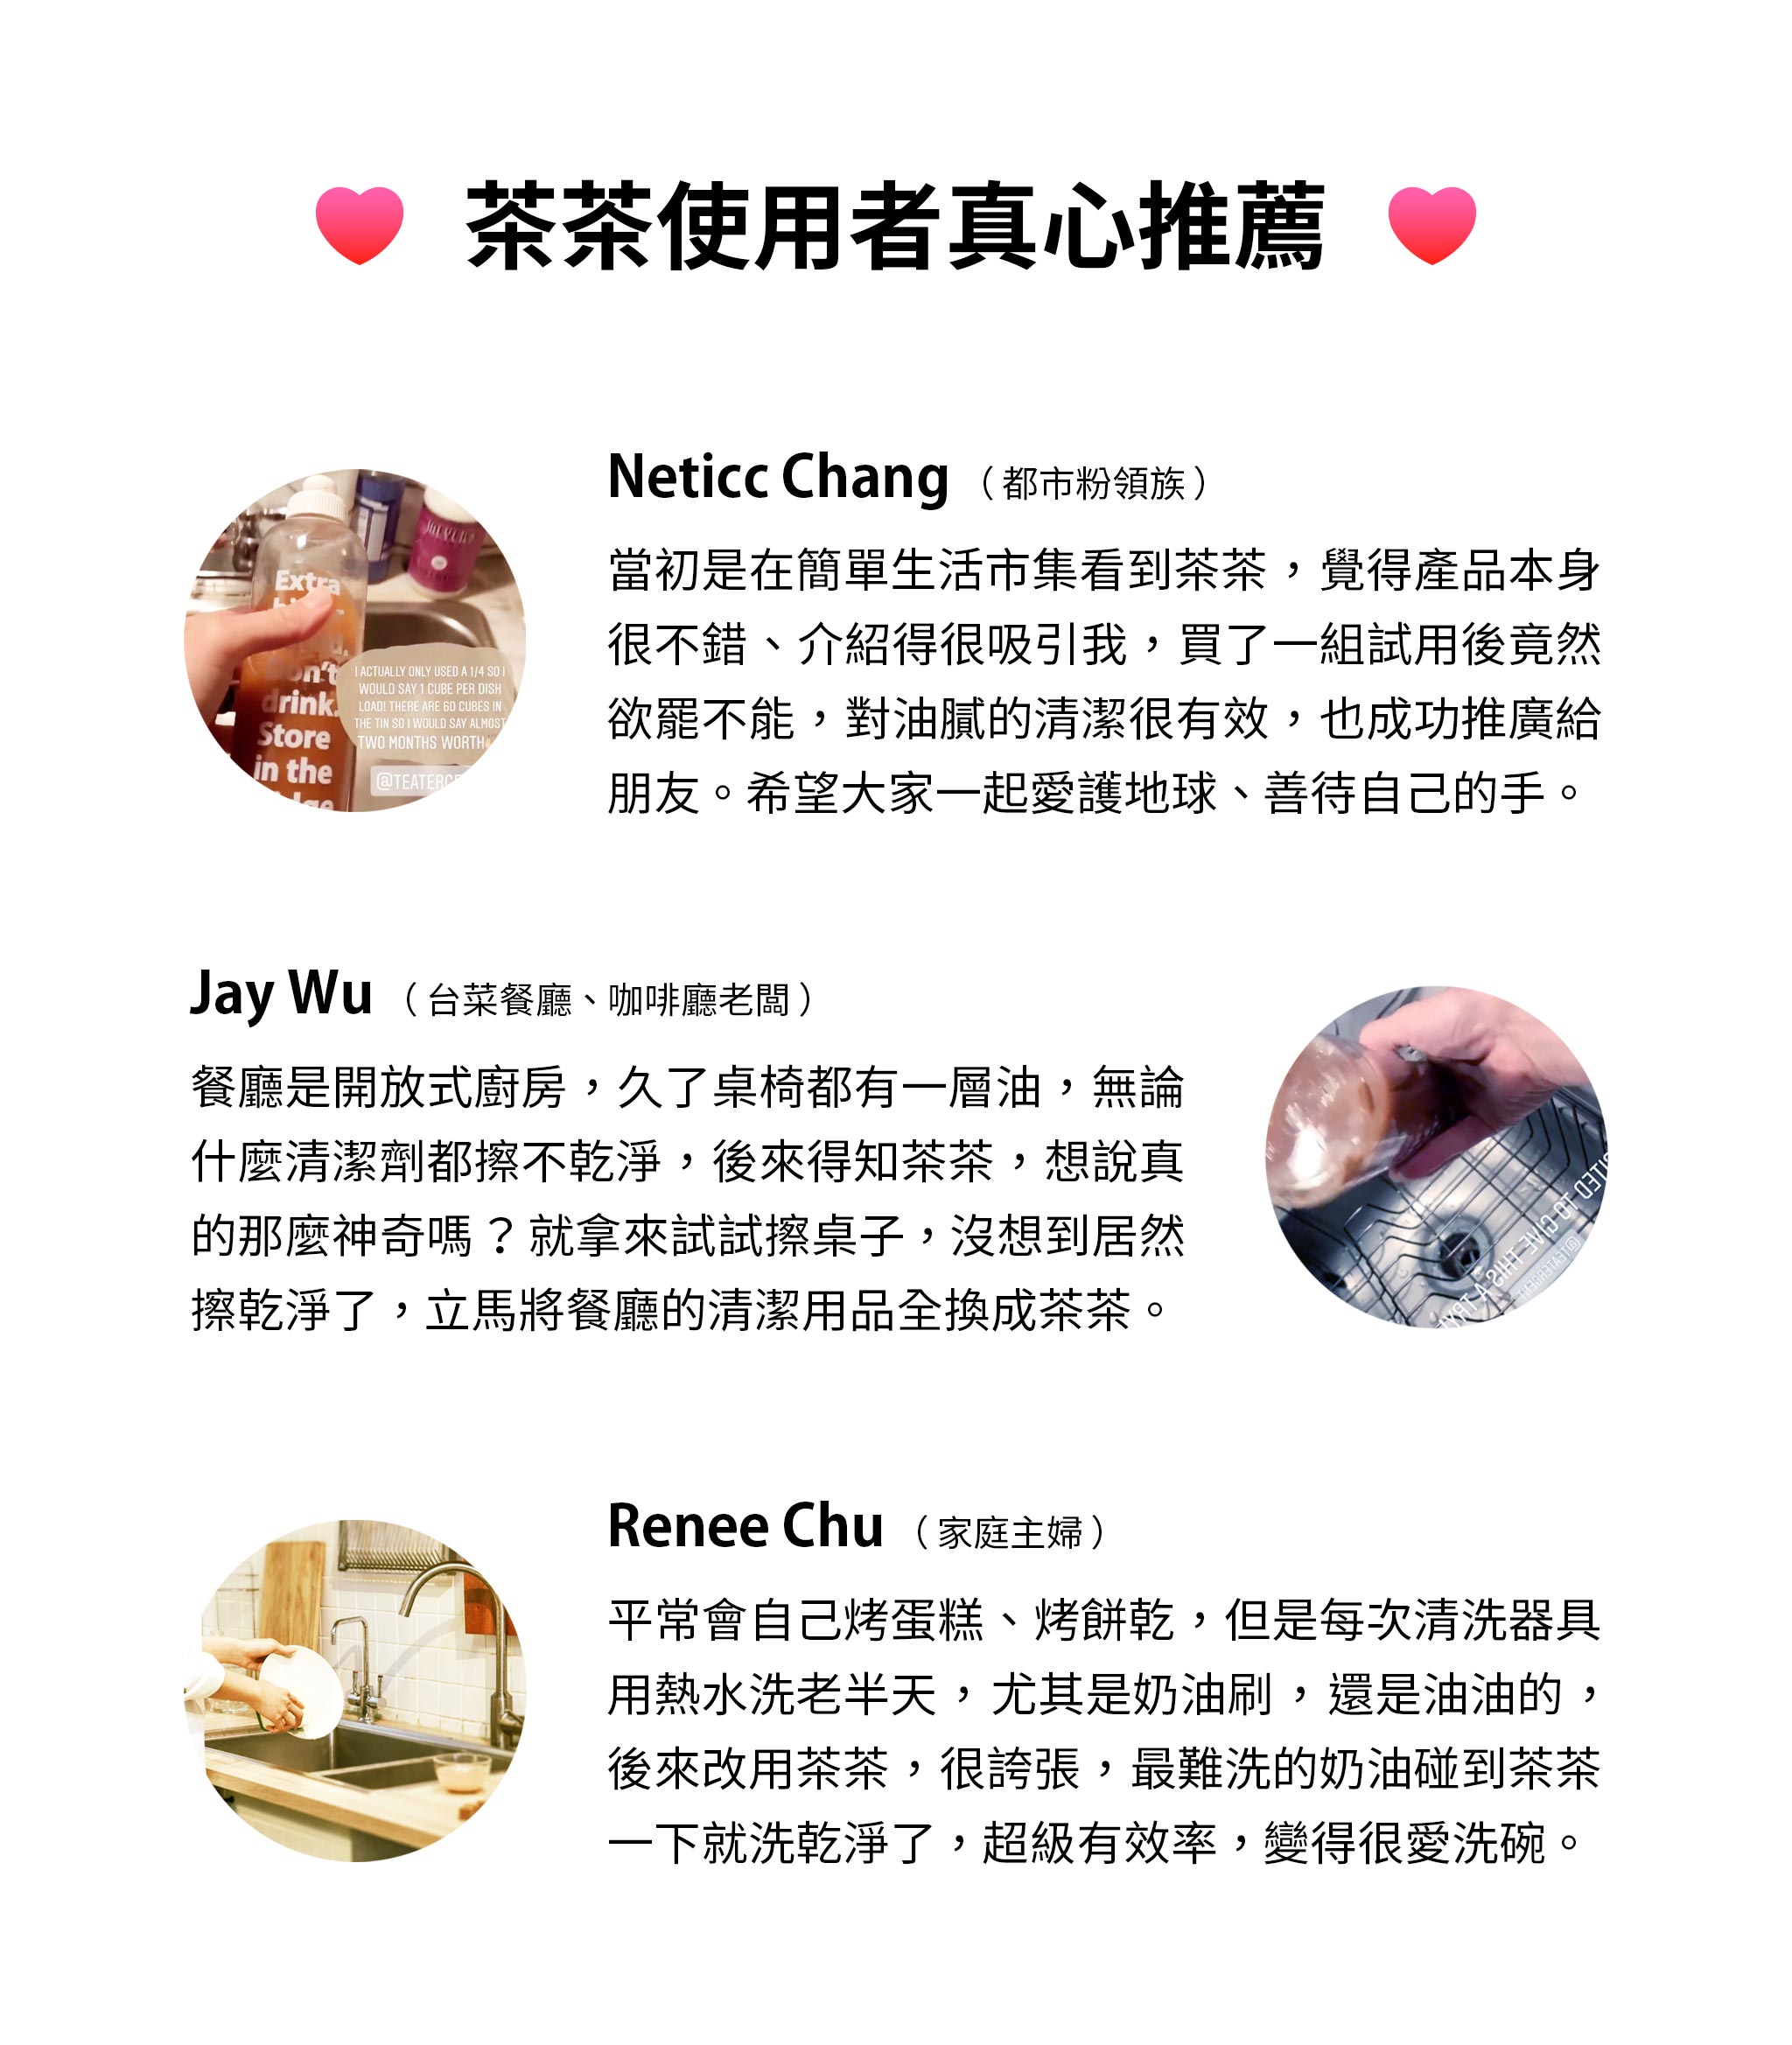 茶茶使用者真心推薦
Neticc Chang（都市粉領族）
當初是在簡單生活市集看到茶茶，覺得產品本身
很不錯、介紹得很吸引我，買了一組試用後竟然
欲罷不能，對油膩的清潔很有效，也成功推廣給
朋友。希望大家一起愛護地球、善待自己的手。
Extra
drink.
Store
in the
I ACTUALLY ONLY USED A 1/4 SO I
WOULD SAY 1 CUBE PER DISH
LOAD! THERE ARE 60 CUBES IN
THE TIN SO I WOULD SAY ALMOST
TWO MONTHS WORTH
Jay Wu（台菜餐廳、咖啡廳老闆）
餐廳是開放式廚房，久了桌椅都有一層油，無論
什麼清潔劑都擦不乾淨，後來得知茶茶，想說真
的那麼神奇嗎？就拿來試試擦桌子，沒想到居然
擦乾淨了，立馬將餐廳的清潔用品全換成茶茶。
TO GIVE THIS A TRY
Renee Chu（家庭主婦）
平常會自己烤蛋糕、烤餅乾，但是每次清洗器具
用熱水洗老半天，尤其是奶油刷，還是油油的，
後來改用茶茶，很誇張，最難洗的奶油碰到茶茶
一下就洗乾淨了，超級有效率，變得很愛洗碗。